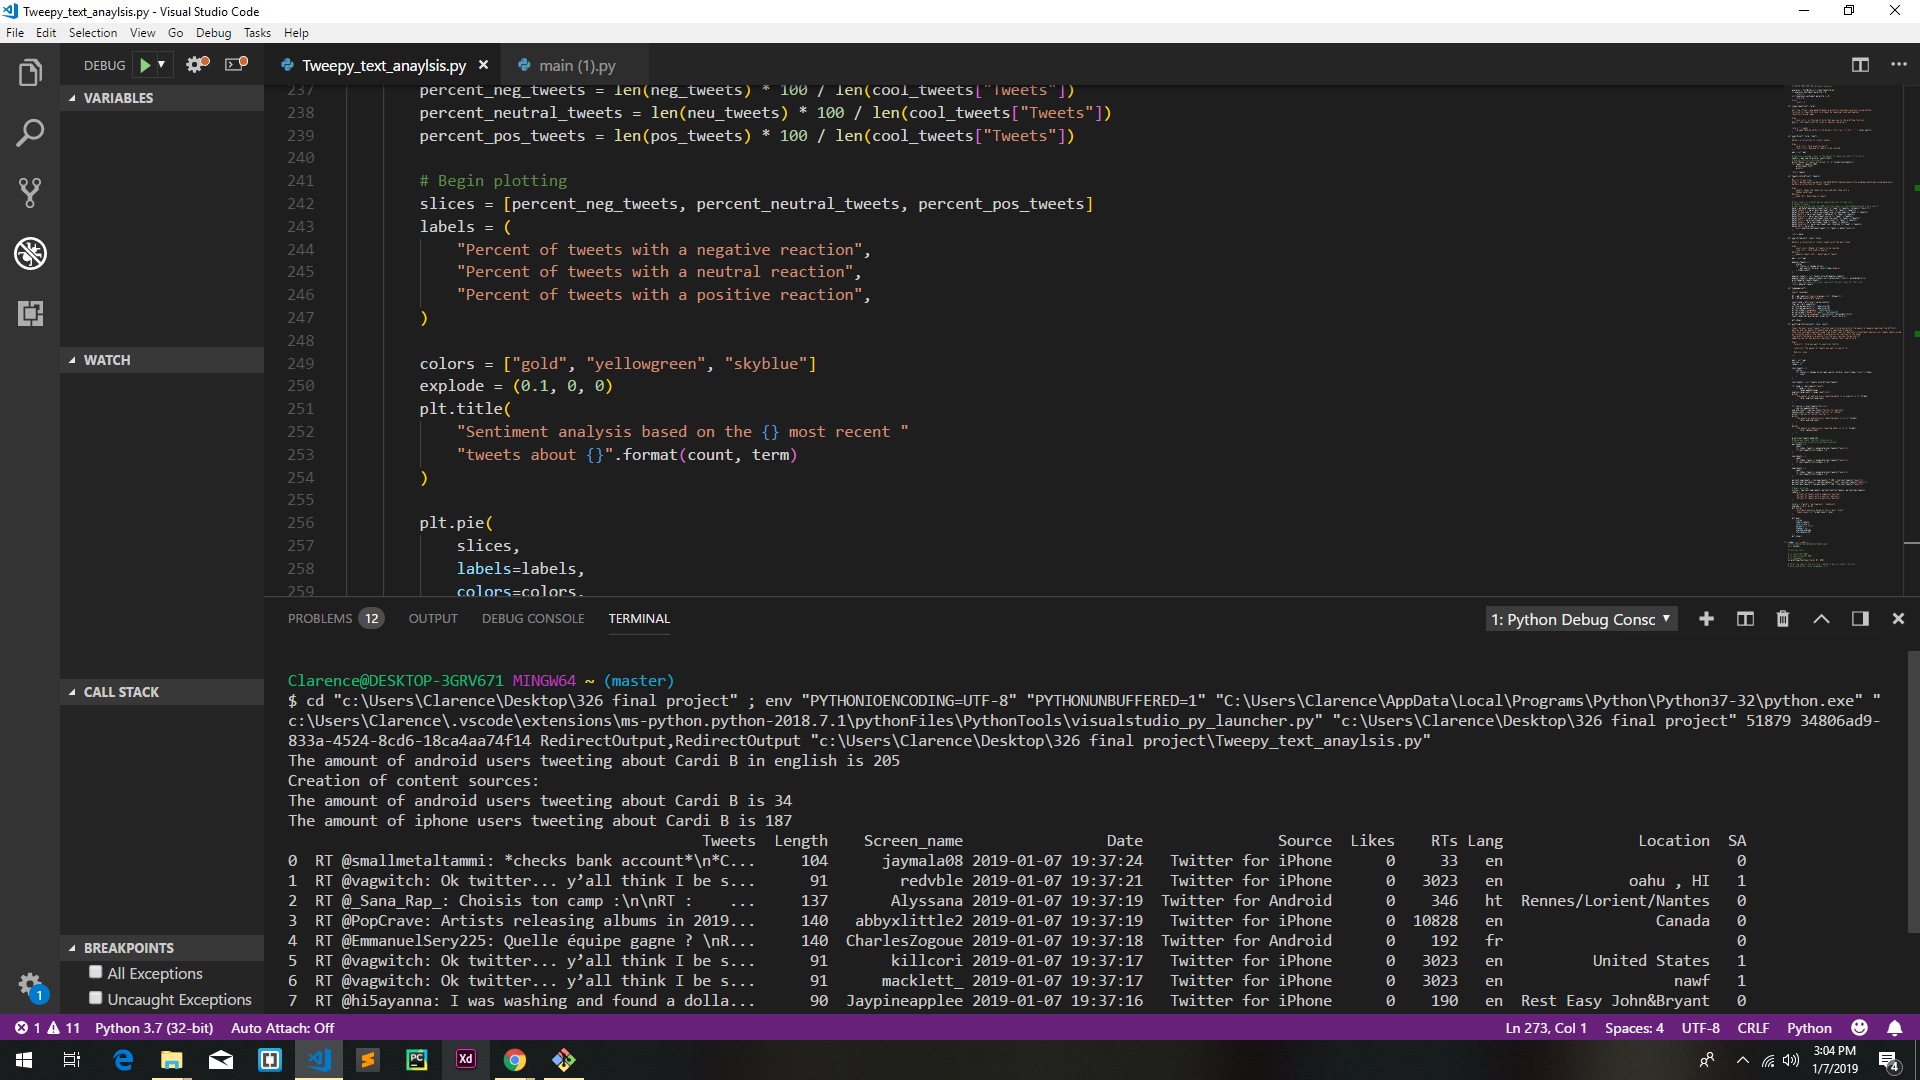 Tweepy_text_anaylsis.py - Visual Studio Code
File Edit Selection View Go Debug Tasks Help
DEBUG
Tweepy_text_anaylsis.py
main (1).py
VARIABLES
WATCH
CALL STACK
BREAKPOINTS
All Exceptions
Uncaught Exceptions
237 percent_neg_tweets = len(neg_tweets) * 100 / len(cool_tweets["Tweets"])
238 percent_neutral_tweets = len(neu_tweets) * 100 / len(cool_tweets["Tweets"])
239 percent_pos_tweets = len(pos_tweets) * 100 / len(cool_tweets["Tweets"])
240
241 # Begin plotting
242 slices = [percent_neg_tweets, percent_neutral_tweets, percent_pos_tweets]
243 labels = (
244 "Percent of tweets with a negative reaction",
245 "Percent of tweets with a neutral reaction",
246 "Percent of tweets with a positive reaction",
247 )
248
249 colors = ["gold", "yellowgreen", "skyblue"]
250 explode = (0.1, 0, 0)
251 plt.title(
252 "Sentiment analysis based on the {} most recent "
253 "tweets about {}".format(count, term)
254 )
255
256 plt.pie(
257 slices,
258 labels=labels,
259 colors=colors,
PROBLEMS 12 OUTPUT DEBUG CONSOLE TERMINAL
1: Python Debug Consc
Clarence@DESKTOP-3GRV671 MINGW64 ~ (master)
$ cd "c:\Users\Clarence\Desktop\326 final project" ; env "PYTHONIOENCODING=UTF-8" "PYTHONUNBUFFERED=1" "C:\Users\Clarence\AppData\Local\Programs\Python\Python37-32\python.exe" "
c:\Users\Clarence\.vscode\extensions\ms-python.python-2018.7.1\pythonFiles\PythonTools\visualstudio_py_launcher.py" "c:\Users\Clarence\Desktop\326 final project" 51879 34806ad9-
833a-4524-8cd6-18ca4aa74f14 RedirectOutput,RedirectOutput "c:\Users\Clarence\Desktop\326 final project\Tweepy_text_anaylsis.py"
The amount of android users tweeting about Cardi B in english is 205
Creation of content sources:
The amount of android users tweeting about Cardi B is 34
The amount of iphone users tweeting about Cardi B is 187
Tweets Length Screen_name Date Source Likes RTs Lang Location SA
0 RT @smallmetaltammi: *checks bank account*\n*C... 104 jaymala08 2019-01-07 19:37:24 Twitter for iPhone 0 33 en 0
1 RT @vagwitch: Ok twitter... y’all think I be s... 91 redvble 2019-01-07 19:37:21 Twitter for iPhone 0 3023 en oahu , HI 1
2 RT @_Sana_Rap_: Choisis ton camp :\n\nRT : ... 137 Alyssana 2019-01-07 19:37:19 Twitter for Android 0 346 ht Rennes/Lorient/Nantes 0
3 RT @PopCrave: Artists releasing albums in 2019... 140 abbyxlittle2 2019-01-07 19:37:19 Twitter for iPhone 0 10828 en Canada 0
4 RT @EmmanuelSery225: Quelle équipe gagne ? \nR... 140 CharlesZogoue 2019-01-07 19:37:18 Twitter for Android 0 192 fr 0
5 RT @vagwitch: Ok twitter... y’all think I be s... 91 killcori 2019-01-07 19:37:17 Twitter for iPhone 0 3023 en United States 1
6 RT @vagwitch: Ok twitter... y’all think I be s... 91 macklett_ 2019-01-07 19:37:17 Twitter for iPhone 0 3023 en nawf 1
7 RT @hi5ayanna: I was washing and found a dolla... 90 Jaypineapplee 2019-01-07 19:37:16 Twitter for iPhone 0 190 en Rest Easy John&Bryant 0
1
1 11 Python 3.7 (32-bit) Auto Attach: Off
Ln 273, Col 1 Spaces: 4 UTF-8 CRLF Python
PC
Xd
3:04 PM
1/7/2019
4